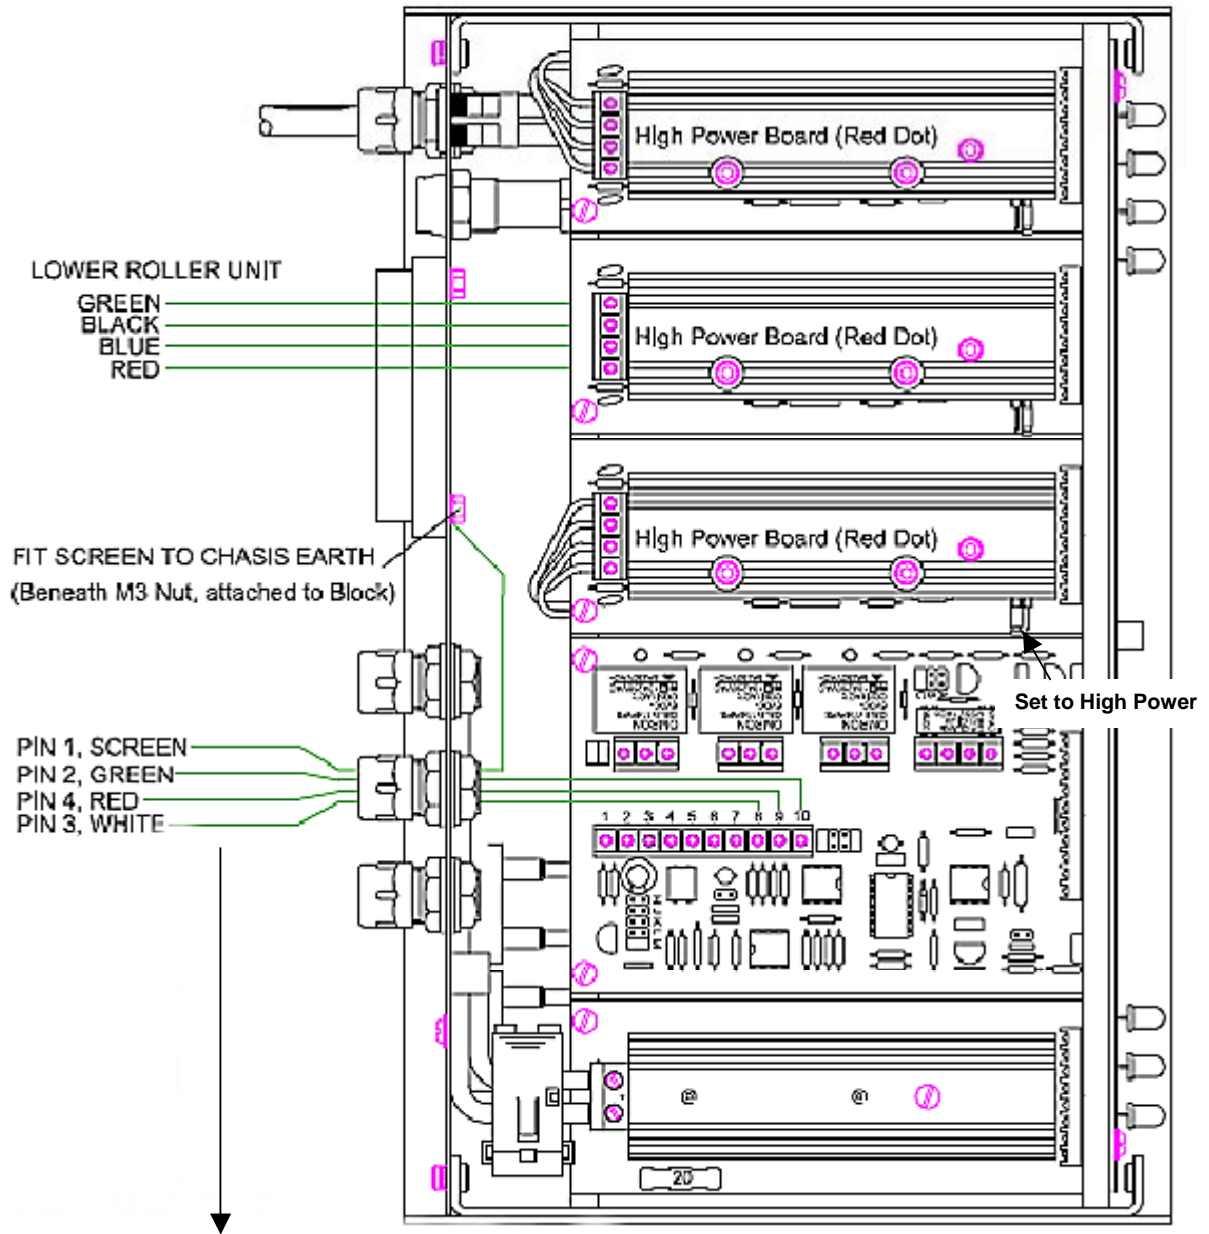 High Power Board (Red Dot)
LOWER ROLLER UNIT
GREEN
BLACK
BLUE
RED
High Power Board (Red Dot)
High Power Board (Red Dot)
FIT SCREEN TO CHASIS EARTH
(Beneath M3 Nut, attached to Block)
Set to High Power
OMRON
OMRON
OMRON
PIN 1, SCREEN
PIN 2, GREEN
PIN 4, RED
PIN 3, WHITE
1 2 3 4 5 6 7 8 9 10
20